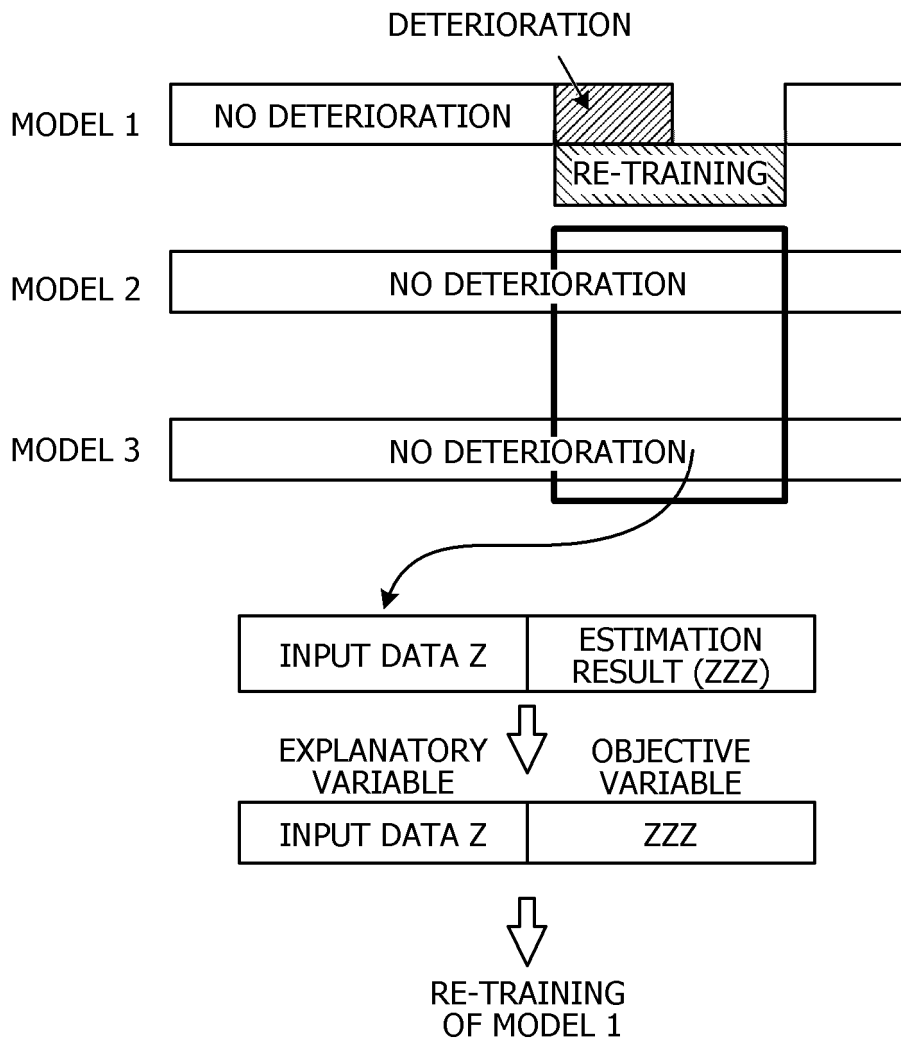 DETERIORATION
MODEL 1
NO DETERIORATION
RE-TRAINING
MODEL 2
NO DETERIORATION
MODEL 3
NO DETERIORATION
INPUT DATA Z
ESTIMATION
RESULT (ZZZ)
EXPLANATORY
VARIABLE
OBJECTIVE
VARIABLE
INPUT DATA Z
ZZZ
RE-TRAINING
OF MODEL 1